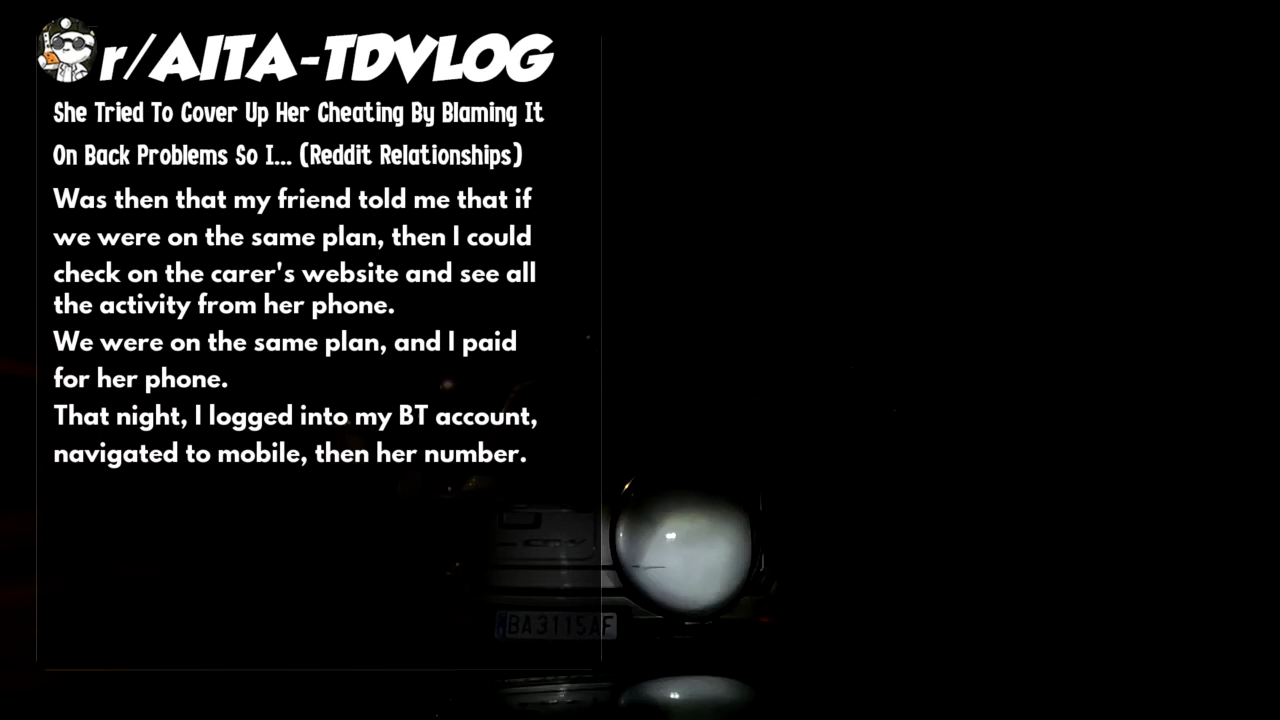 r/AITA-TDVLOG
She Tried To Cover Up Her Cheating By Blaming It
On Back Problems So I... (Reddit Relationships)
Was then that my friend told me that if
we were on the same plan, then I could
check on the carer's website and see all
the activity from her phone.
We were on the same plan, and I paid
for her phone.
That night, I logged into my BT account,
navigated to mobile, then her number.
CR-V
BA3115AF